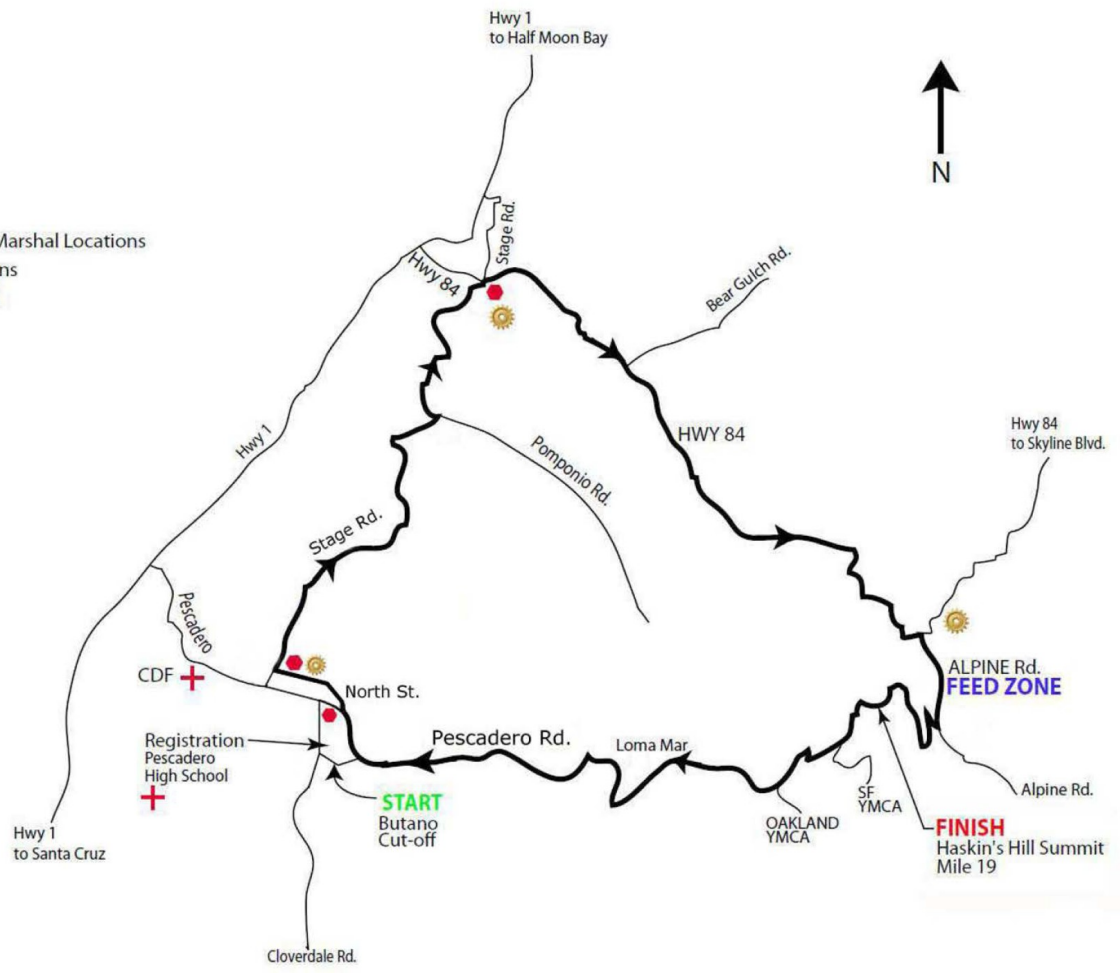 Hwy 1
to Half Moon Bay
N
Marshal Locations
ns
Stage Rd.
Hwy 84
Bear Gulch Rd.
Hwy 1
HWY 84
Hwy 84
to Skyline Blvd.
Pomponio Rd.
Stage Rd.
Pescadero
CDF
North St.
ALPINE Rd.
FEED ZONE
Registration
Pescadero
High School
Pescadero Rd.
Loma Mar
START
Butano
Cut-off
SF
YMCA
Alpine Rd.
OAKLAND
YMCA
FINISH
Haskin's Hill Summit
Mile 19
Hwy 1
to Santa Cruz
Cloverdale Rd.